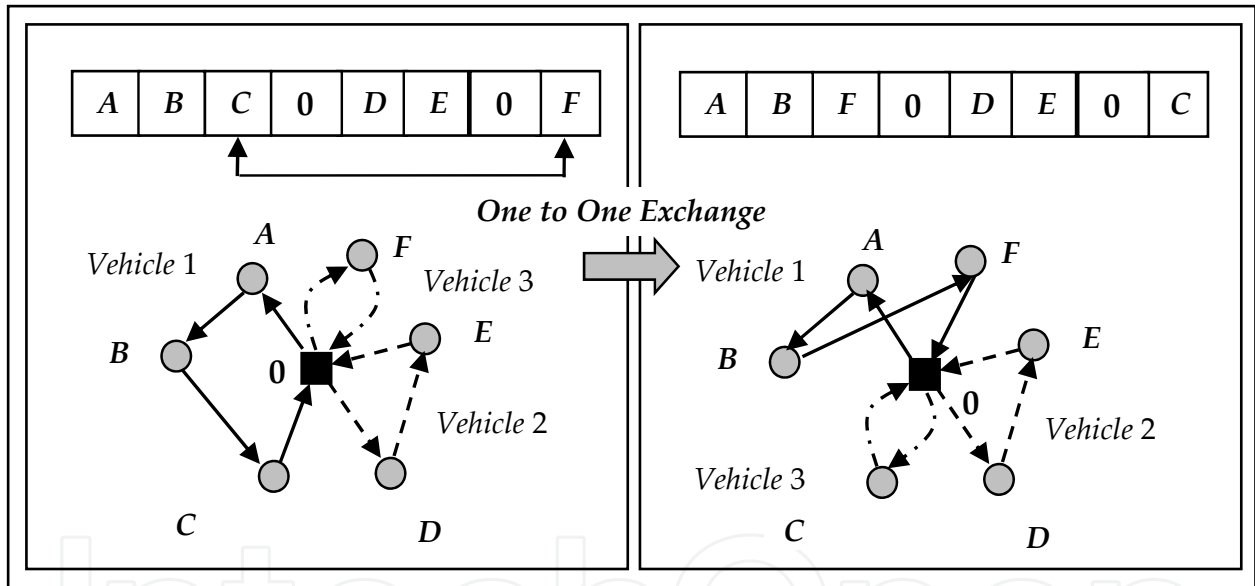 A B C 0 D E 0 F
A B F 0 D E 0 C
One to One Exchange
A
F
Vehicle 1
Vehicle 3
B
E
0
Vehicle 2
C
D
A
F
Vehicle 1
B
E
0
Vehicle 2
Vehicle 3
C
D